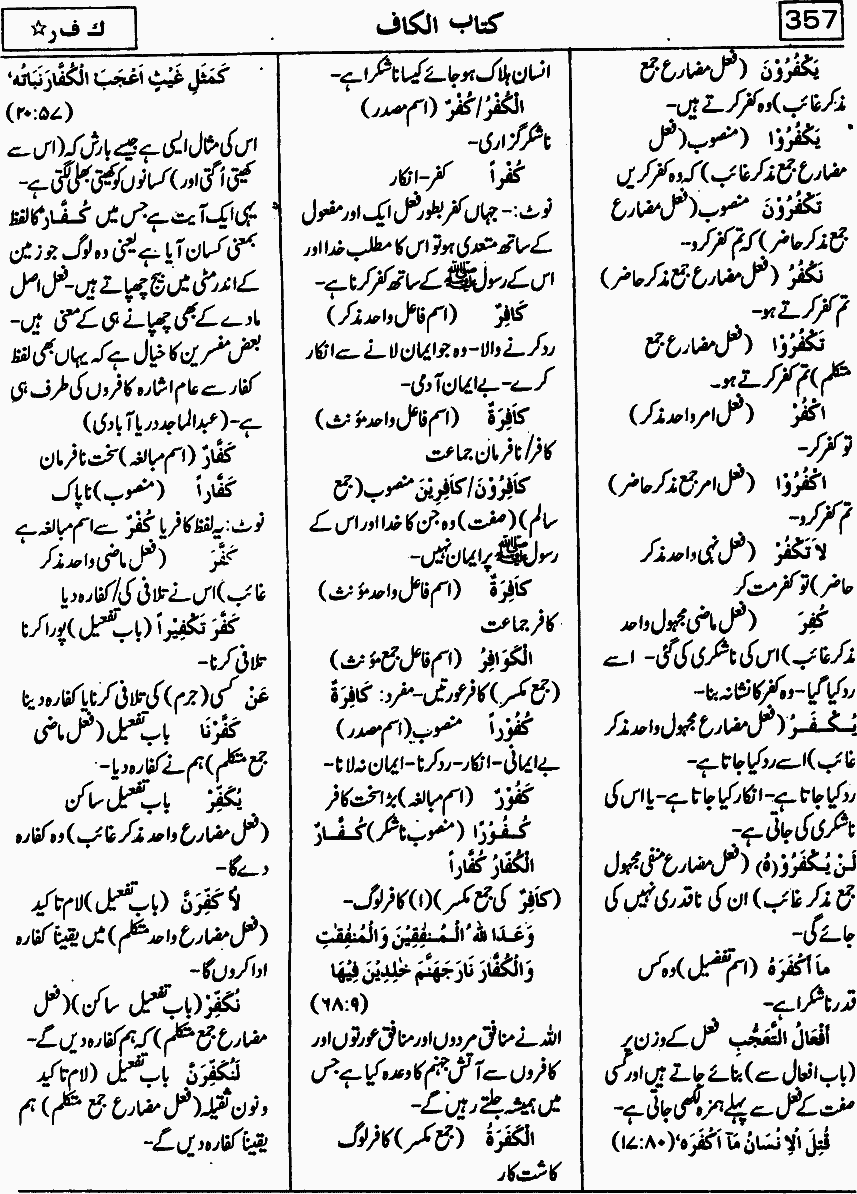 357
کتاب الکاف
ک ف ر ☆
یَکْفُرُوْنَ (فعل مضارع جمع
مذکر غائب) وہ کفر کرتے ہیں-
یَکْفُرُوْا (منصوب (فعل
مضارع جمع مذکر غائب) کہ وہ کفر کریں
تَکْفُرُوْنَ منصوب (فعل مضارع
جمع مذکر حاضر) کہ تم کفر کرو-
تَکْفُرُ (فعل مضارع جمع مذکر حاضر)
تم کفر کرتے ہو-
تَکْفُرُوْا (فعل مضارع جمع
متکلم) تم کفر کرتے ہو-
اکْفُرْ (فعل امر واحد مذکر)
تو کفر کر-
اکْفُرُوْا (فعل امر جمع مذکر حاضر)
تم کفر کرو-
لاَ تَکْفُرْ (فعل نہی واحد مذکر
حاضر) تو کفر مت کر
کُفِرَ (فعل ماضی مجہول واحد
مذکر غائب) اس کی ناشکری کی گئی- اسے
رد کیا گیا- وہ کفر کا نشانہ بنا-
یُکْفَرُ (فعل مضارع مجہول واحد مذکر
غائب) اسے رد کیا جاتا ہے-
رد کیا جاتا ہے- انکار کیا جاتا ہے- یا اس کی
ناشکری کی جاتی ہے-
لَنْ یُکْفَرُوْ(ہُ) (فعل مضارع منفی مجہول
جمع مذکر غائب) ان کی ناقدری نہیں کی
جائے گی-
مَا اَکْفَرَہُ (اسم تفضیل) وہ کس
قدر ناشکرا ہے-
اَفْعَالُ التَّعَجُّبِ فعل کے وزن پر
(باب افعال سے) بنائے جاتے ہیں اور کسی
صفت کے فعل سے پہلے ہمزہ لکھی جاتی ہے-
قُتِلَ الْاِنْسَانُ مَآ اَکْفَرَہ' (۸۰:۱۷)
انسان ہلاک ہو جائے کیسا ناشکرا ہے-
الْکُفْرُ/کُفْرٌ (اسم مصدر)
ناشکر گزاری-
کُفْراً کفر- انکار
نوٹ:- جہاں کفر بطور فعل ایک اور مفعول
کے ساتھ متعدی ہو تو اس کا مطلب خدا اور
اس کے رسول ﷺ کے ساتھ کفر کرنا ہے-
کَافِرٌ (اسم فاعل واحد مذکر)
رد کرنے والا- وہ جو ایمان لانے سے انکار
کرے- بے ایمان آدمی-
کَافِرَۃٌ (اسم فاعل واحد مؤنث)
کافر/نافرمان جماعت
کَافِرُوْنَ/کَافِرِیْنَ منصوب (جمع
سالم) (صفت) وہ جن کا خدا اور اس کے
رسول ﷺ پر ایمان نہیں-
کَافِرَۃٌ (اسم فاعل واحد مؤنث)
کافر جماعت
الْکَوَافِرُ (اسم فاعل جمع مؤنث)
(جمع مکسر) کافر عورتیں- مفرد: کَافِرَۃٌ
کُفُوْراً منصوب (اسم مصدر)
بے ایمانی- انکار- رد کرنا- ایمان نہ لانا-
کَفُوْرٌ (اسم مبالغہ) بڑا سخت کافر
کُفُوْرًا (منصوب ناشکر) کُفَّارٌ
الْکُفَّارُ کُفَّاراً
(کَافِرٌ کی جمع مکسر) (ا) کافر لوگ-
وَعَدَا للهُ الْمُنٰفِقِیْنَ وَالْمُنٰفِقٰتِ
وَالْکُفَّارَ نَارَ جَهَنَّمَ خٰلِدِیْنَ فِیْهَا
(۹:۶۸)
اللہ نے منافق مردوں اور منافق عورتوں اور
کافروں سے آتش جہنم کا وعدہ کیا ہے جس
میں ہمیشہ جلتے رہیں گے-
الْکَفَرَۃُ (جمع مکسر) کافر لوگ
کاشت کار
کَمَثَلِ غَیْثٍ اَعْجَبَ الْکُفَّارَ نَبَاتُہ'
(۵۷:۲۰)
اس کی مثال ایسی ہے جیسے بارش کہ (اس سے
کھیتی اُگتی اور) کسانوں کو کھیتی بھلی لگتی ہے-
یہی ایک آیت ہے جس میں کُفَّار کا لفظ
بمعنی کسان آیا ہے یعنی وہ لوگ جو زمین
کے اندر مٹی میں بیج چھپاتے ہیں- فعل اصل
مادے کے بھی چھپانے ہی کے معنی ہیں-
بعض مفسرین کا خیال ہے کہ یہاں بھی لفظ
کفار سے عام اشارہ کافروں کی طرف ہی
ہے- (عبدالماجد دریا آبادی)
کَفَّارٌ (اسم مبالغہ) سخت نافرمان
کَفَّاراً (منصوب) ناپاک
نوٹ: یہ لفظ کافر یا کُفْرٌ سے اسم مبالغہ ہے
کَفَّرَ (فعل ماضی واحد مذکر
غائب) اس نے تلافی کی/کفارہ دیا
کَفَّرَ تَکْفِیْراً (باب تفعیل) پورا کرنا
تلافی کرنا-
عَنْ کسی (جرم) کی تلافی کرنا یا کفارہ دینا
کَفَّرْنَا باب تفعیل (فعل ماضی
جمع متکلم) ہم نے کفارہ دیا-
یُکَفِّرْ باب تفعیل ساکن
(فعل مضارع واحد مذکر غائب) وہ کفارہ
دے گا-
لأُکَفِّرَنَّ (باب تفعیل) لام تاکید
(فعل مضارع واحد متکلم) میں یقیناً کفارہ
ادا کروں گا-
نُکَفِّرْ (باب تفعیل ساکن) (فعل
مضارع جمع متکلم) کہ ہم کفارہ دیں گے-
لَنُکَفِّرَنَّ باب تفعیل (لام تاکید
و نون ثقیلہ (فعل مضارع جمع متکلم) ہم
یقیناً کفارہ دیں گے-